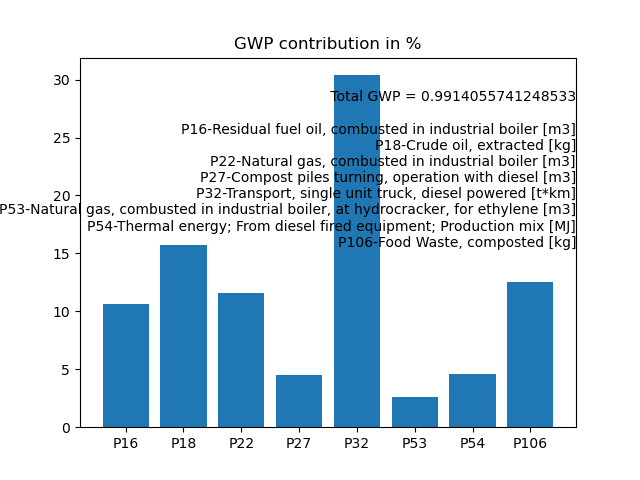 GWP contribution in %
30
Total GWP = 0.9914055741248533
P16-Residual fuel oil, combusted in industrial boiler [m3]
25
P18-Crude oil, extracted [kg]
P22-Natural gas, combusted in industrial boiler [m3]
P27-Compost piles turning, operation with diesel [m3]
20
P32-Transport, single unit truck, diesel powered [t*km]
P53-Natural gas, combusted in industrial boiler, at hydrocracker, for ethylene [m3]
P54-Thermal energy; From diesel fired equipment; Production mix [MJ]
P106-Food Waste, composted [kg]
15
10
5
0
P16 P18 P22 P27 P32 P53 P54 P106